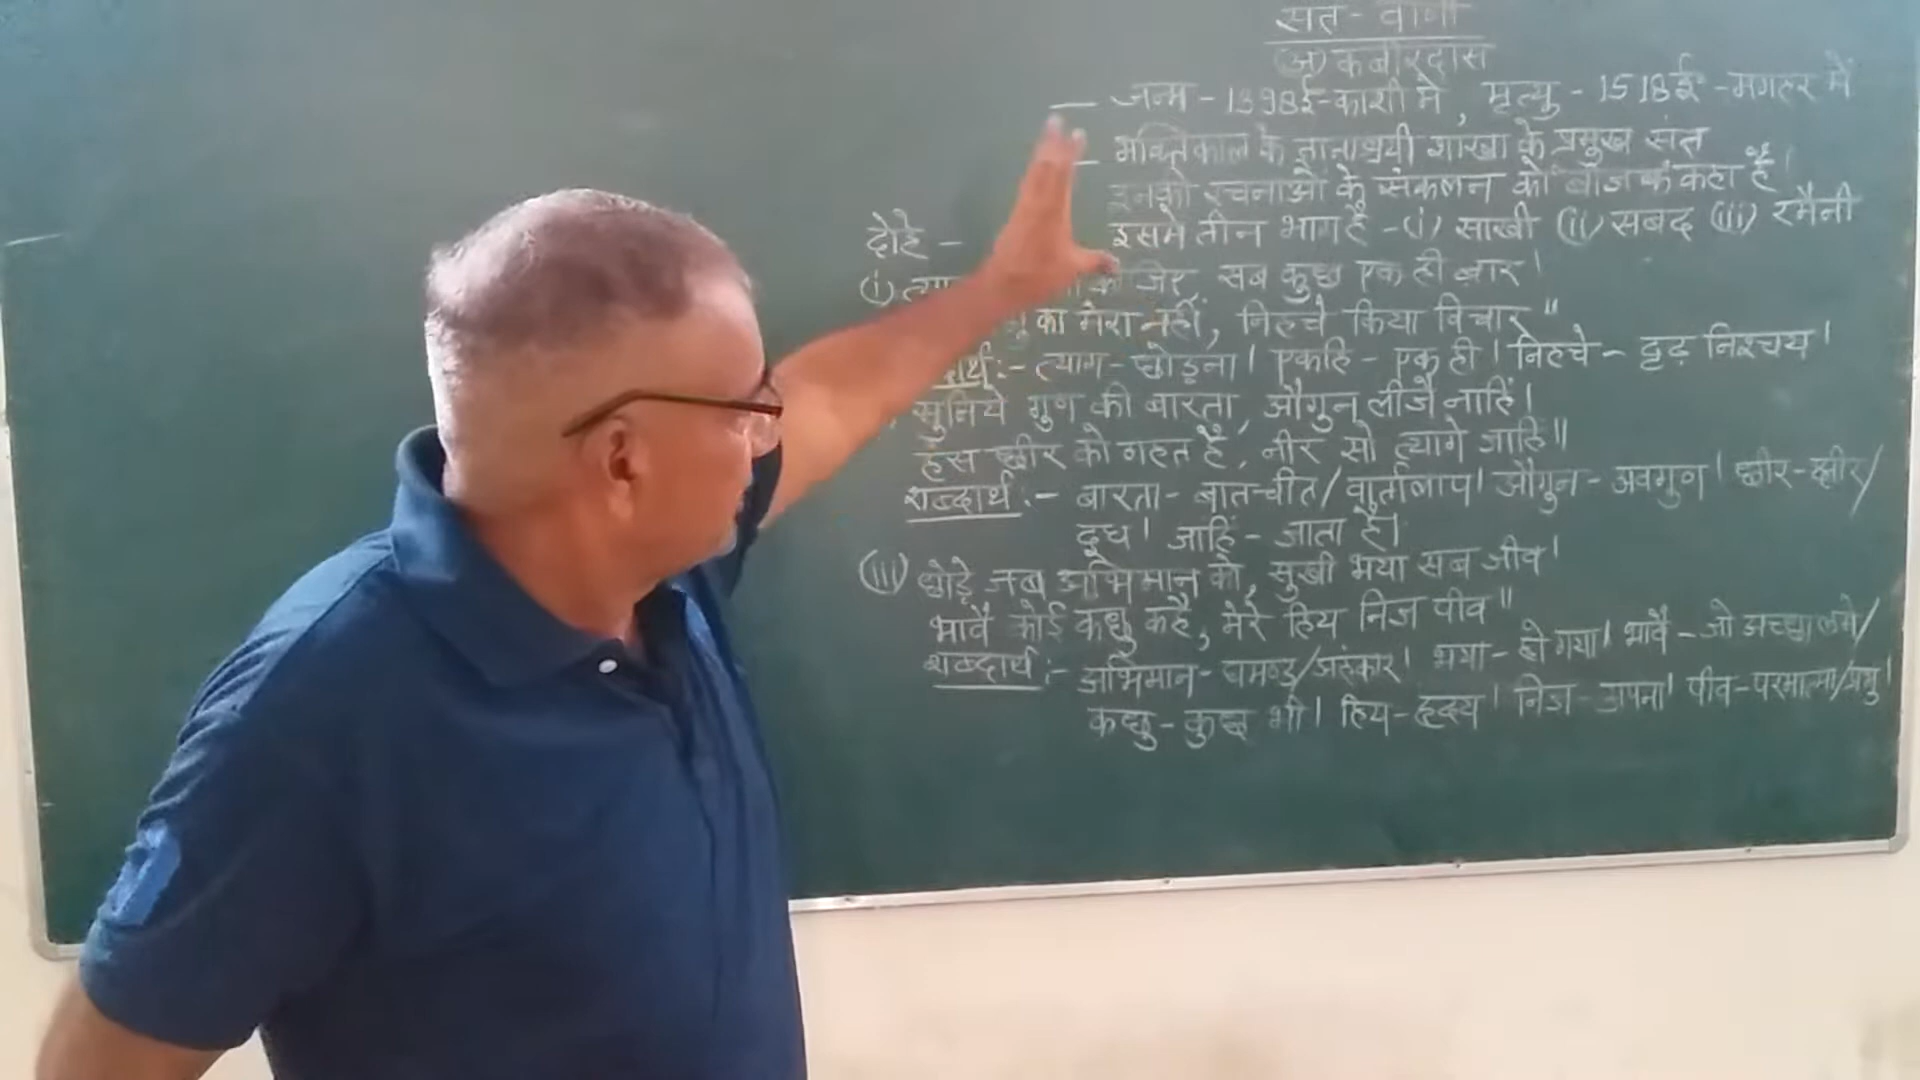 संत-वाणी
(अ) कबीरदास
— जन्म - 1398ई-काशी में, मृत्यु - 1518ई - मगहर में
— भक्तिकाल के ज्ञानाश्रयी शाखा के प्रमुख संत
इनकी रचनाओं के संकलन को बीजक कहा है।
इसमें तीन भाग हैं - (i) साखी (ii) सबद (iii) रमैनी
दोहे -
(i) त्या जिए, सब कुछ एक ही बार।
का मेरा नहीं, निहचे किया विचार"
र्थ:- त्याग - छोड़ना। एकहि - एक ही। निहचे - दृढ़ निश्चय।
सुनिये गुण की बारता, औगुन लीजै नाहिं।
हंस छीर को गहत है, नीर सो त्यागे जाहि॥
शब्दार्थ:- बारता - बात-चीत/वार्तालाप। औगुन - अवगुण। छीर-क्षीर/
दूध। जाहिं - जाता है।
(iii) छोड़े जब अभिमान को, सुखी भया सब जीव।
भावै कोई कछु कहै, मेरे हिय निज पीव"
शब्दार्थ:- अभिमान - घमण्ड/अहंकार। भया - हो गया। भावै - जो अच्छा लगे/
कछु - कुछ भी। हिय - हृदय। निज - अपना। पीव - परमात्मा/प्रभु।